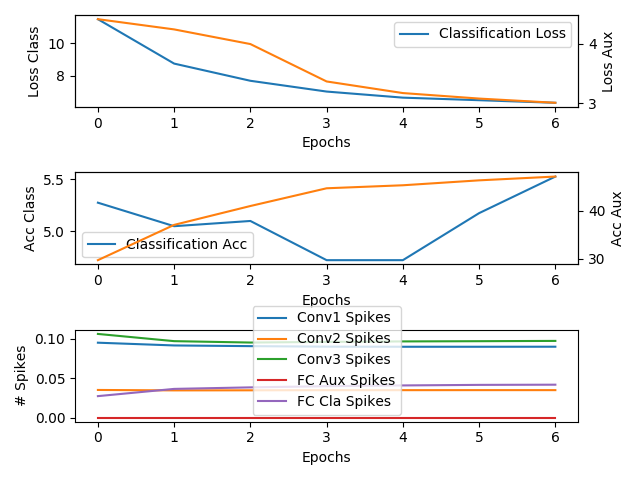 Loss Class
10
8
Classification Loss
4
3
Loss Aux
0 1 2 3 4 5 6
Epochs
Acc Class
5.5
5.0
Classification Acc
40
30
Acc Aux
0 1 2 3 4 5 6
Epochs
# Spikes
0.10
0.05
0.00
Conv1 Spikes
Conv2 Spikes
Conv3 Spikes
FC Aux Spikes
FC Cla Spikes
0 1 2 3 4 5 6
Epochs